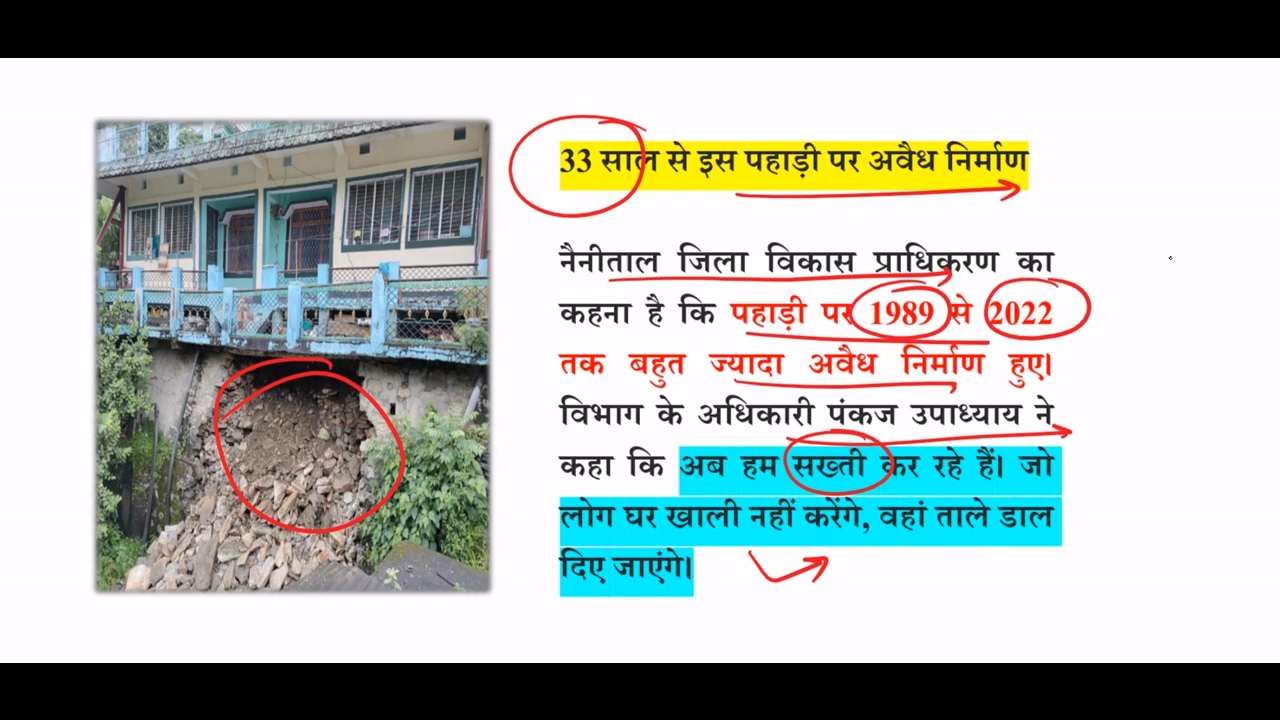 33 साल से इस पहाड़ी पर अवैध निर्माण
नैनीताल जिला विकास प्राधिकरण का
कहना है कि पहाड़ी पर 1989 से 2022
तक बहुत ज्यादा अवैध निर्माण हुए।
विभाग के अधिकारी पंकज उपाध्याय ने
कहा कि अब हम सख्ती कर रहे हैं। जो
लोग घर खाली नहीं करेंगे, वहां ताले डाल
दिए जाएंगे।